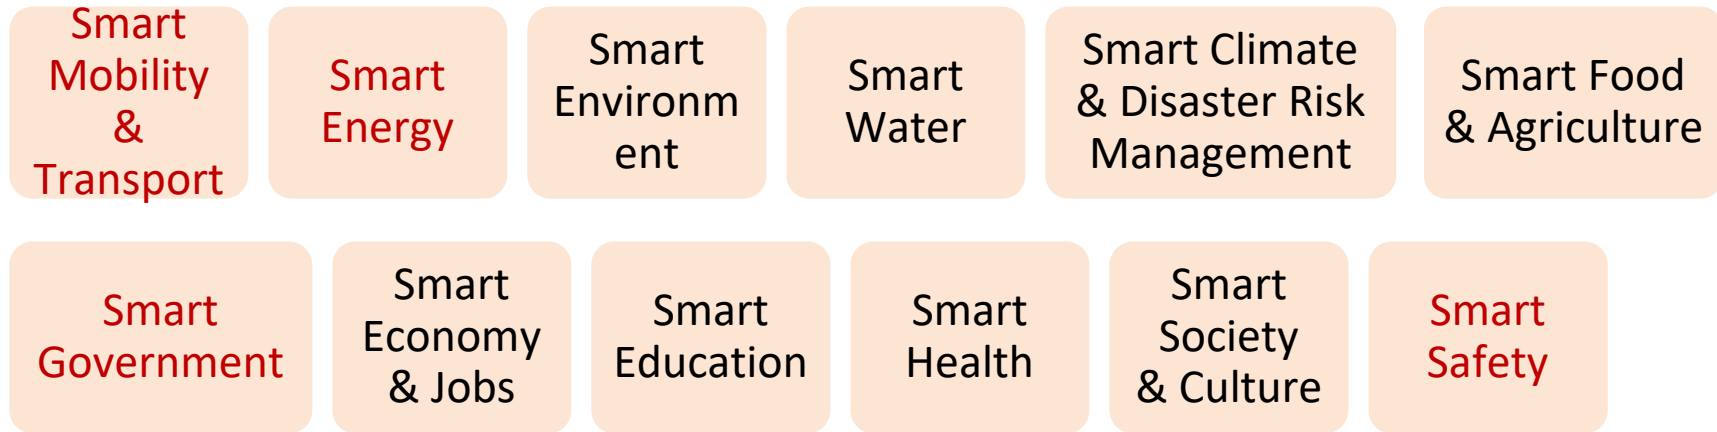 Smart
Mobility
&
Transport
Smart
Energy
Smart
Environm
ent
Smart
Water
Smart Climate
& Disaster Risk
Management
Smart Food
& Agriculture
Smart
Government
Smart
Economy
& Jobs
Smart
Education
Smart
Health
Smart
Society
& Culture
Smart
Safety